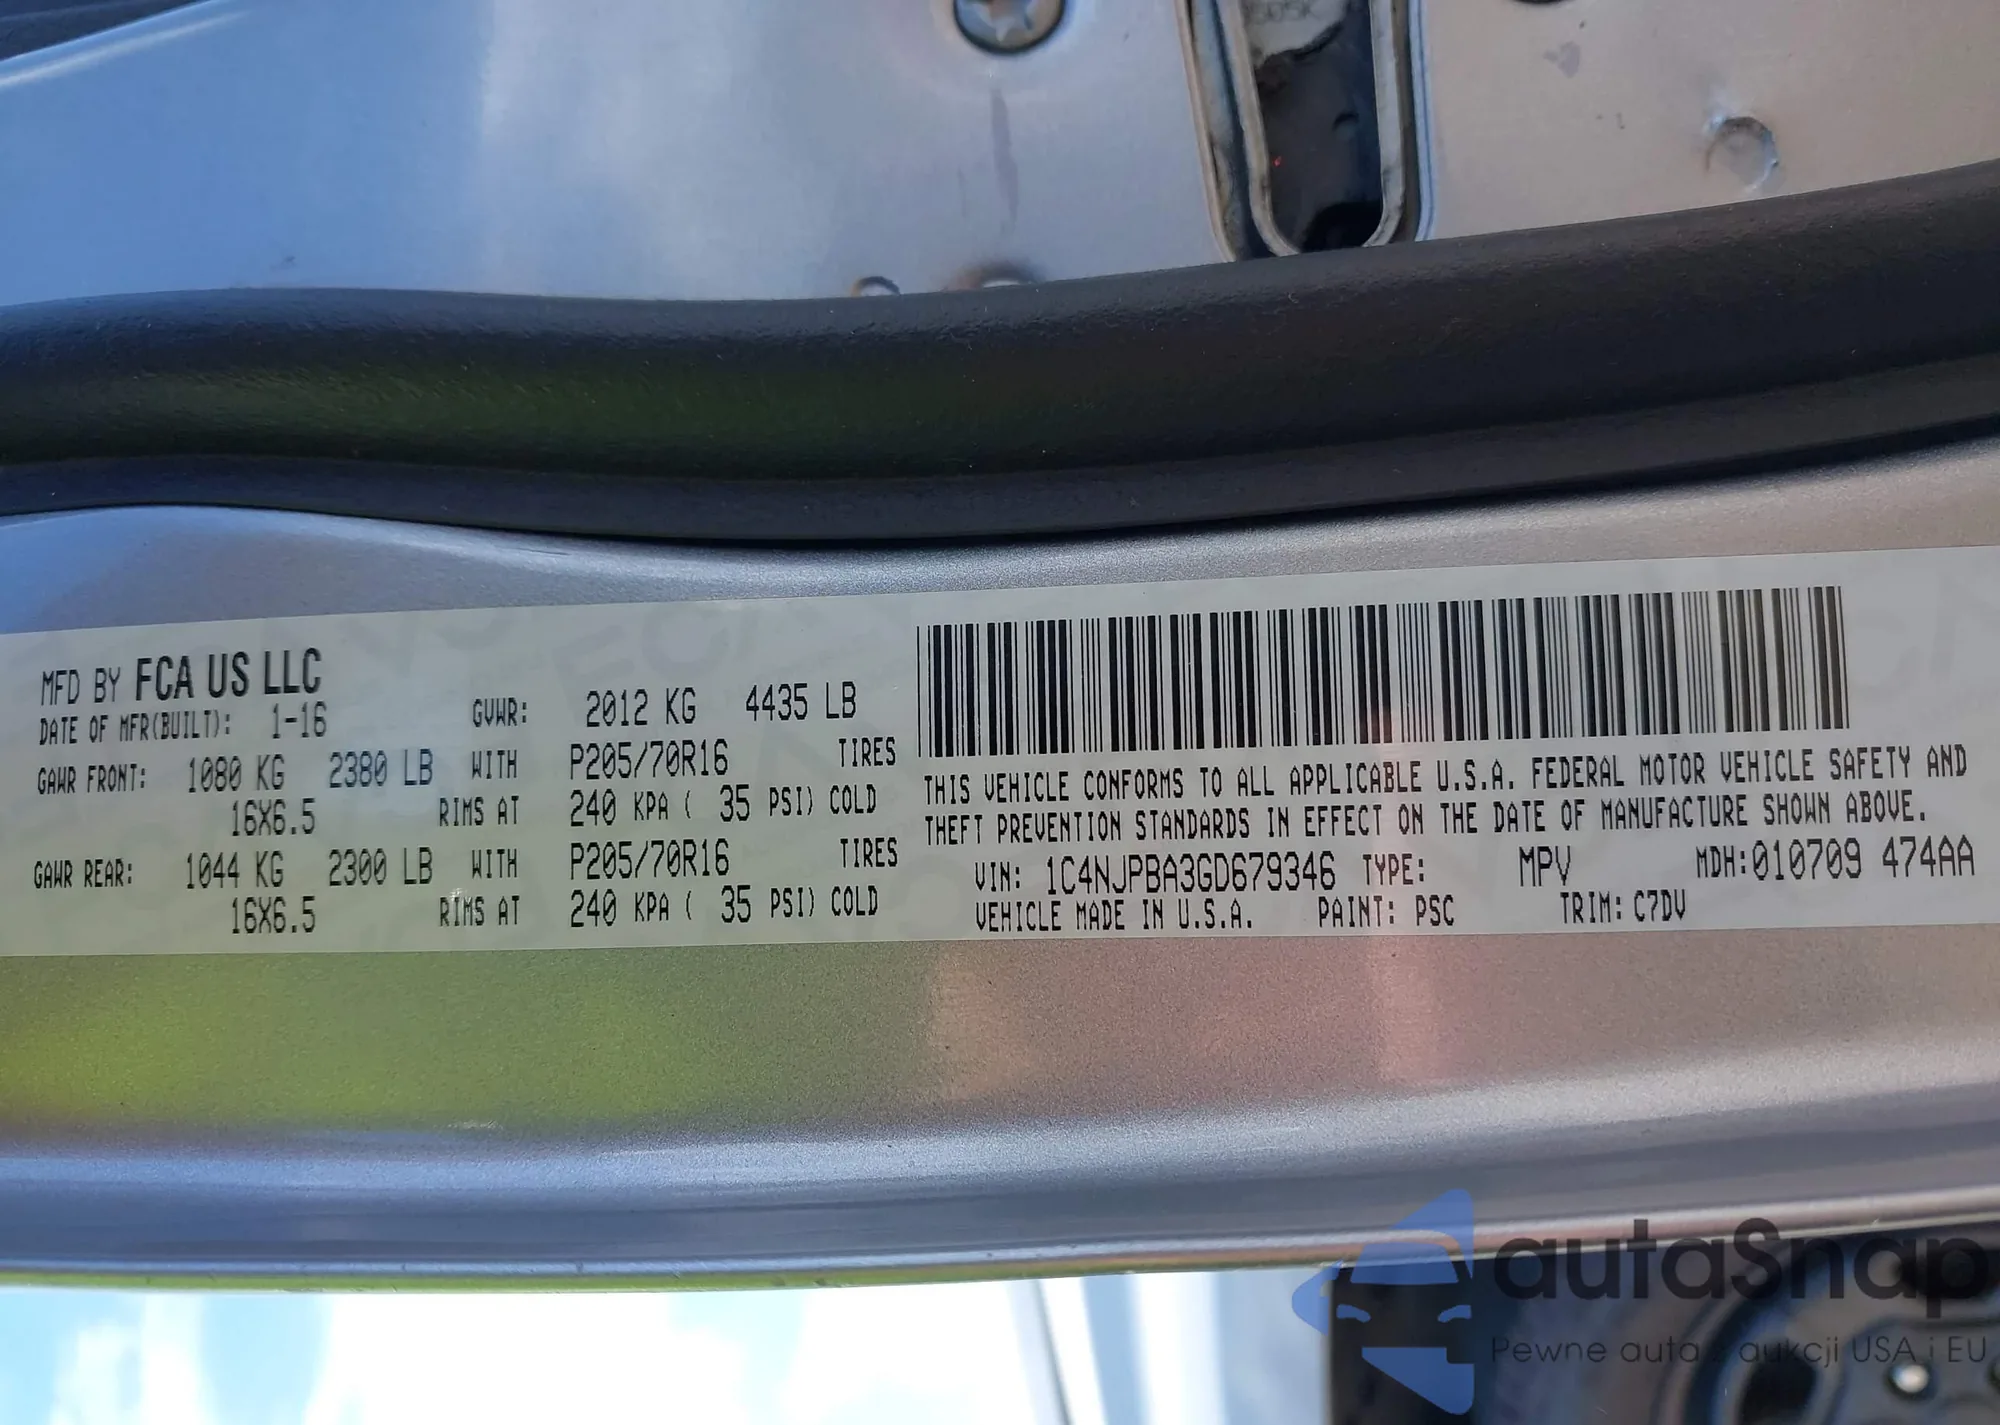 MFD BY FCA US LLC
DATE OF MFR(BUILT): 1-16 GVWR: 2012 KG 4435 LB
GAWR FRONT: 1080 KG 2380 LB WITH P205/70R16 TIRES
16X6.5 RIMS AT 240 KPA ( 35 PSI) COLD
GAWR REAR: 1044 KG 2300 LB WITH P205/70R16 TIRES
16X6.5 RIMS AT 240 KPA ( 35 PSI) COLD
THIS VEHICLE CONFORMS TO ALL APPLICABLE U.S.A. FEDERAL MOTOR VEHICLE SAFETY AND
THEFT PREVENTION STANDARDS IN EFFECT ON THE DATE OF MANUFACTURE SHOWN ABOVE.
VIN: 1C4NJPBA3GD679346 TYPE: MPV MDH:010709 474AA
VEHICLE MADE IN U.S.A. PAINT: PSC TRIM: C7DV
autaSnap
Pewne auta z aukcji USA i EU